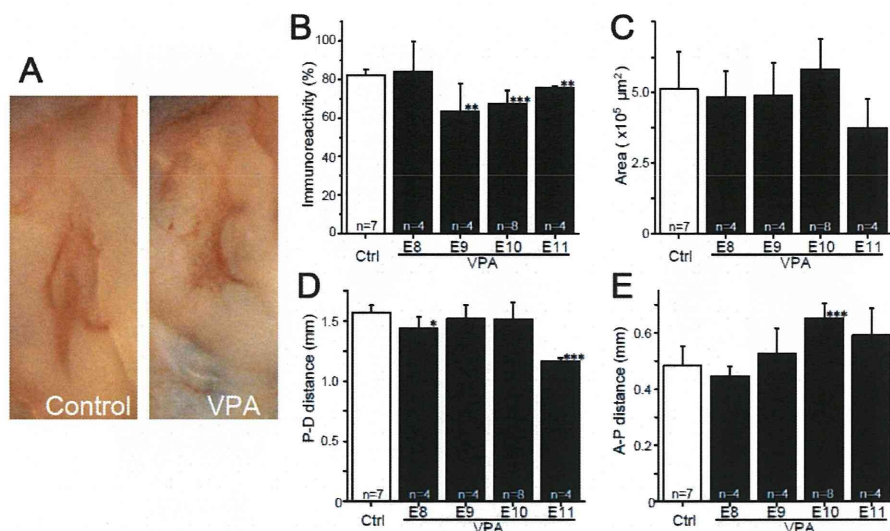 A
Control
VPA
B
Immunoreactivity (%)
100
80
60
40
20
0
n=7
n=4
n=4
n=8
n=4
Ctrl
E8
E9
E10
E11
VPA
**
***
**
C
Area ( x10⁵ μm²)
5.0
2.5
0
n=7
n=4
n=4
n=8
n=4
Ctrl
E8
E9
E10
E11
VPA
D
P-D distance (mm)
1.5
1.0
0.5
0
n=7
n=4
n=4
n=8
n=4
Ctrl
E8
E9
E10
E11
VPA
*
***
E
A-P distance (mm)
0.6
0.4
0.2
0
n=7
n=4
n=4
n=8
n=4
Ctrl
E8
E9
E10
E11
VPA
***